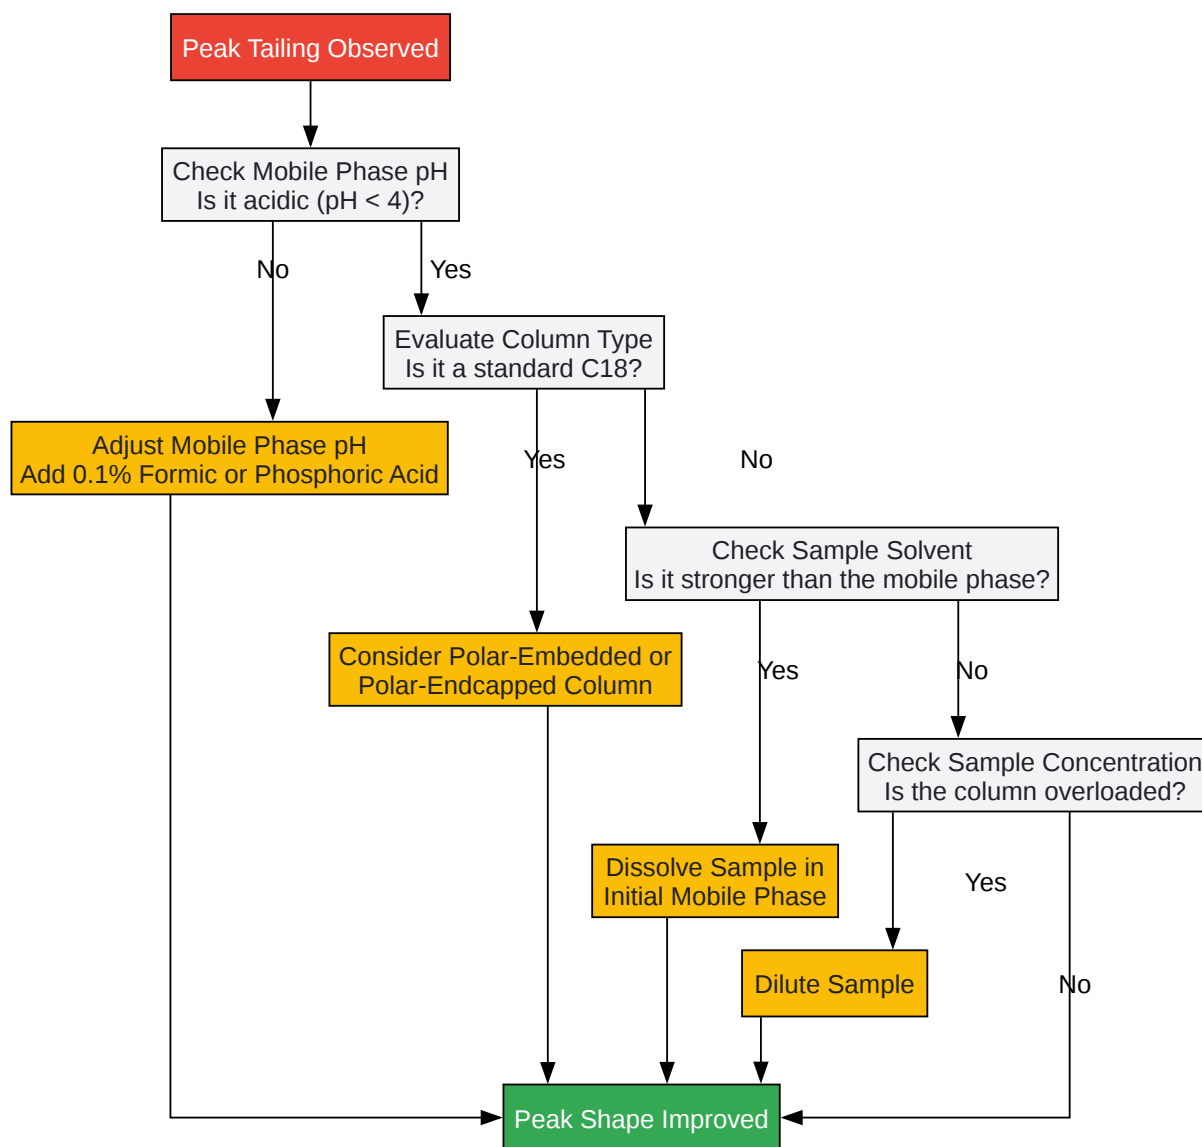 Peak Tailing Observed
Check Mobile Phase pH
Is it acidic (pH < 4)?
No
Yes
Evaluate Column Type
Is it a standard C18?
Adjust Mobile Phase pH
Add 0.1% Formic or Phosphoric Acid
Yes
No
Check Sample Solvent
Is it stronger than the mobile phase?
Consider Polar-Embedded or
Polar-Endcapped Column
Yes
No
Check Sample Concentration
Is the column overloaded?
Dissolve Sample in
Initial Mobile Phase
Yes
Dilute Sample
No
Peak Shape Improved